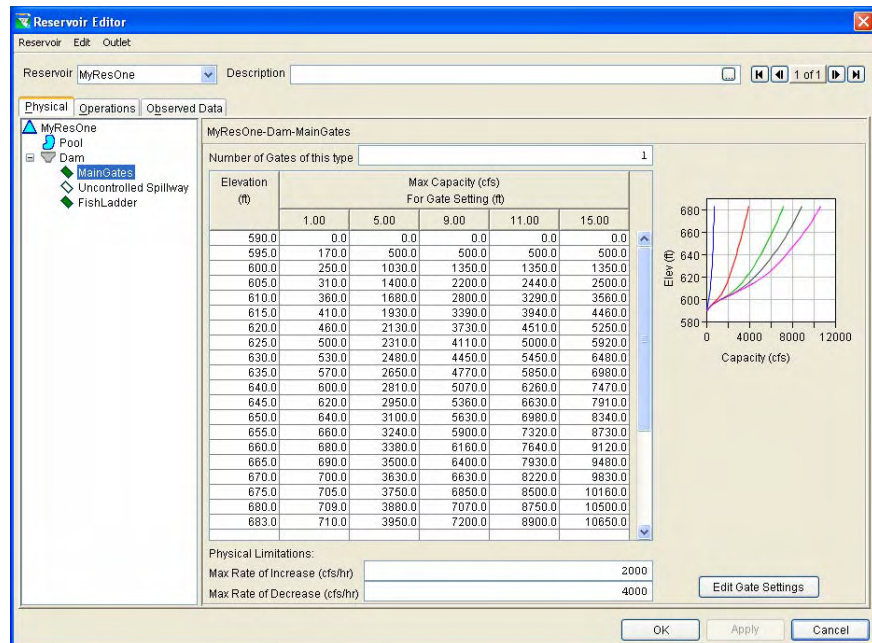 Reservoir Editor
Reservoir Edit Outlet
Reservoir MyResOne Description ... 1 of 1
Physical Operations Observed Data
MyResOne
Pool
Dam
MainGates
Uncontrolled Spillway
FishLadder
MyResOne-Dam-MainGates
Number of Gates of this type 1
Elevation (ft) Max Capacity (cfs)
For Gate Setting (ft)
1.00 5.00 9.00 11.00 15.00
590.0 0.0 0.0 0.0 0.0 0.0
595.0 170.0 500.0 500.0 500.0 500.0
600.0 250.0 1030.0 1350.0 1350.0 1350.0
605.0 310.0 1400.0 2200.0 2440.0 2500.0
610.0 360.0 1680.0 2800.0 3290.0 3560.0
615.0 410.0 1930.0 3390.0 3940.0 4460.0
620.0 460.0 2130.0 3730.0 4510.0 5250.0
625.0 500.0 2310.0 4110.0 5000.0 5920.0
630.0 530.0 2480.0 4450.0 5450.0 6480.0
635.0 570.0 2650.0 4770.0 5850.0 6980.0
640.0 600.0 2810.0 5070.0 6260.0 7470.0
645.0 620.0 2950.0 5360.0 6630.0 7910.0
650.0 640.0 3100.0 5630.0 6980.0 8340.0
655.0 660.0 3240.0 5900.0 7320.0 8730.0
660.0 680.0 3380.0 6160.0 7640.0 9120.0
665.0 690.0 3500.0 6400.0 7930.0 9480.0
670.0 700.0 3630.0 6630.0 8220.0 9830.0
675.0 705.0 3750.0 6850.0 8500.0 10160.0
680.0 709.0 3880.0 7070.0 8750.0 10500.0
683.0 710.0 3950.0 7200.0 8900.0 10650.0
Elev (ft)
680
660
640
620
600
580
0 4000 8000 12000
Capacity (cfs)
Physical Limitations:
Max Rate of Increase (cfs/hr) 2000
Max Rate of Decrease (cfs/hr) 4000
Edit Gate Settings
OK Apply Cancel